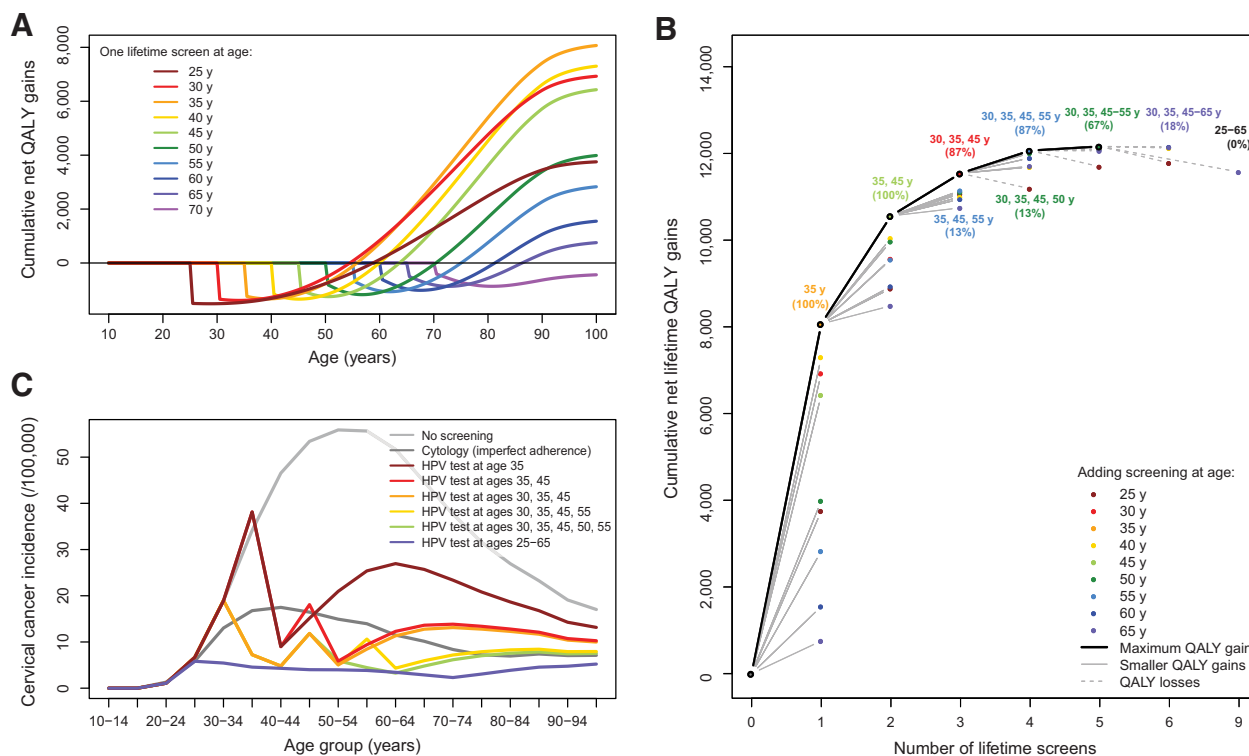 A
Cumulative net QALY gains
8,000
6,000
4,000
2,000
0
One lifetime screen at age:
25 y
30 y
35 y
40 y
45 y
50 y
55 y
60 y
65 y
70 y
10 20 30 40 50 60 70 80 90 100
Age (years)
B
Cumulative net lifetime QALY gains
14,000
12,000
10,000
8,000
6,000
4,000
2,000
0
35 y
(100%)
35, 45 y
(100%)
30, 35, 45 y
(87%)
35, 45, 55 y
(13%)
30, 35, 45, 55 y
(87%)
30, 35, 45, 50 y
(13%)
30, 35, 45−55 y
(67%)
30, 35, 45−65 y
(18%)
25−65
(0%)
Adding screening at age:
25 y
30 y
35 y
40 y
45 y
50 y
55 y
60 y
65 y
Maximum QALY gain
Smaller QALY gains
QALY losses
0 1 2 3 4 5 6 9
Number of lifetime screens
C
Cervical cancer incidence (/100,000)
50
40
30
20
10
0
No screening
Cytology (imperfect adherence)
HPV test at age 35
HPV test at ages 35, 45
HPV test at ages 30, 35, 45
HPV test at ages 30, 35, 45, 55
HPV test at ages 30, 35, 45, 50, 55
HPV test at ages 25−65
10−14 20−24 30−34 40−44 50−54 60−64 70−74 80−84 90−94
Age group (years)